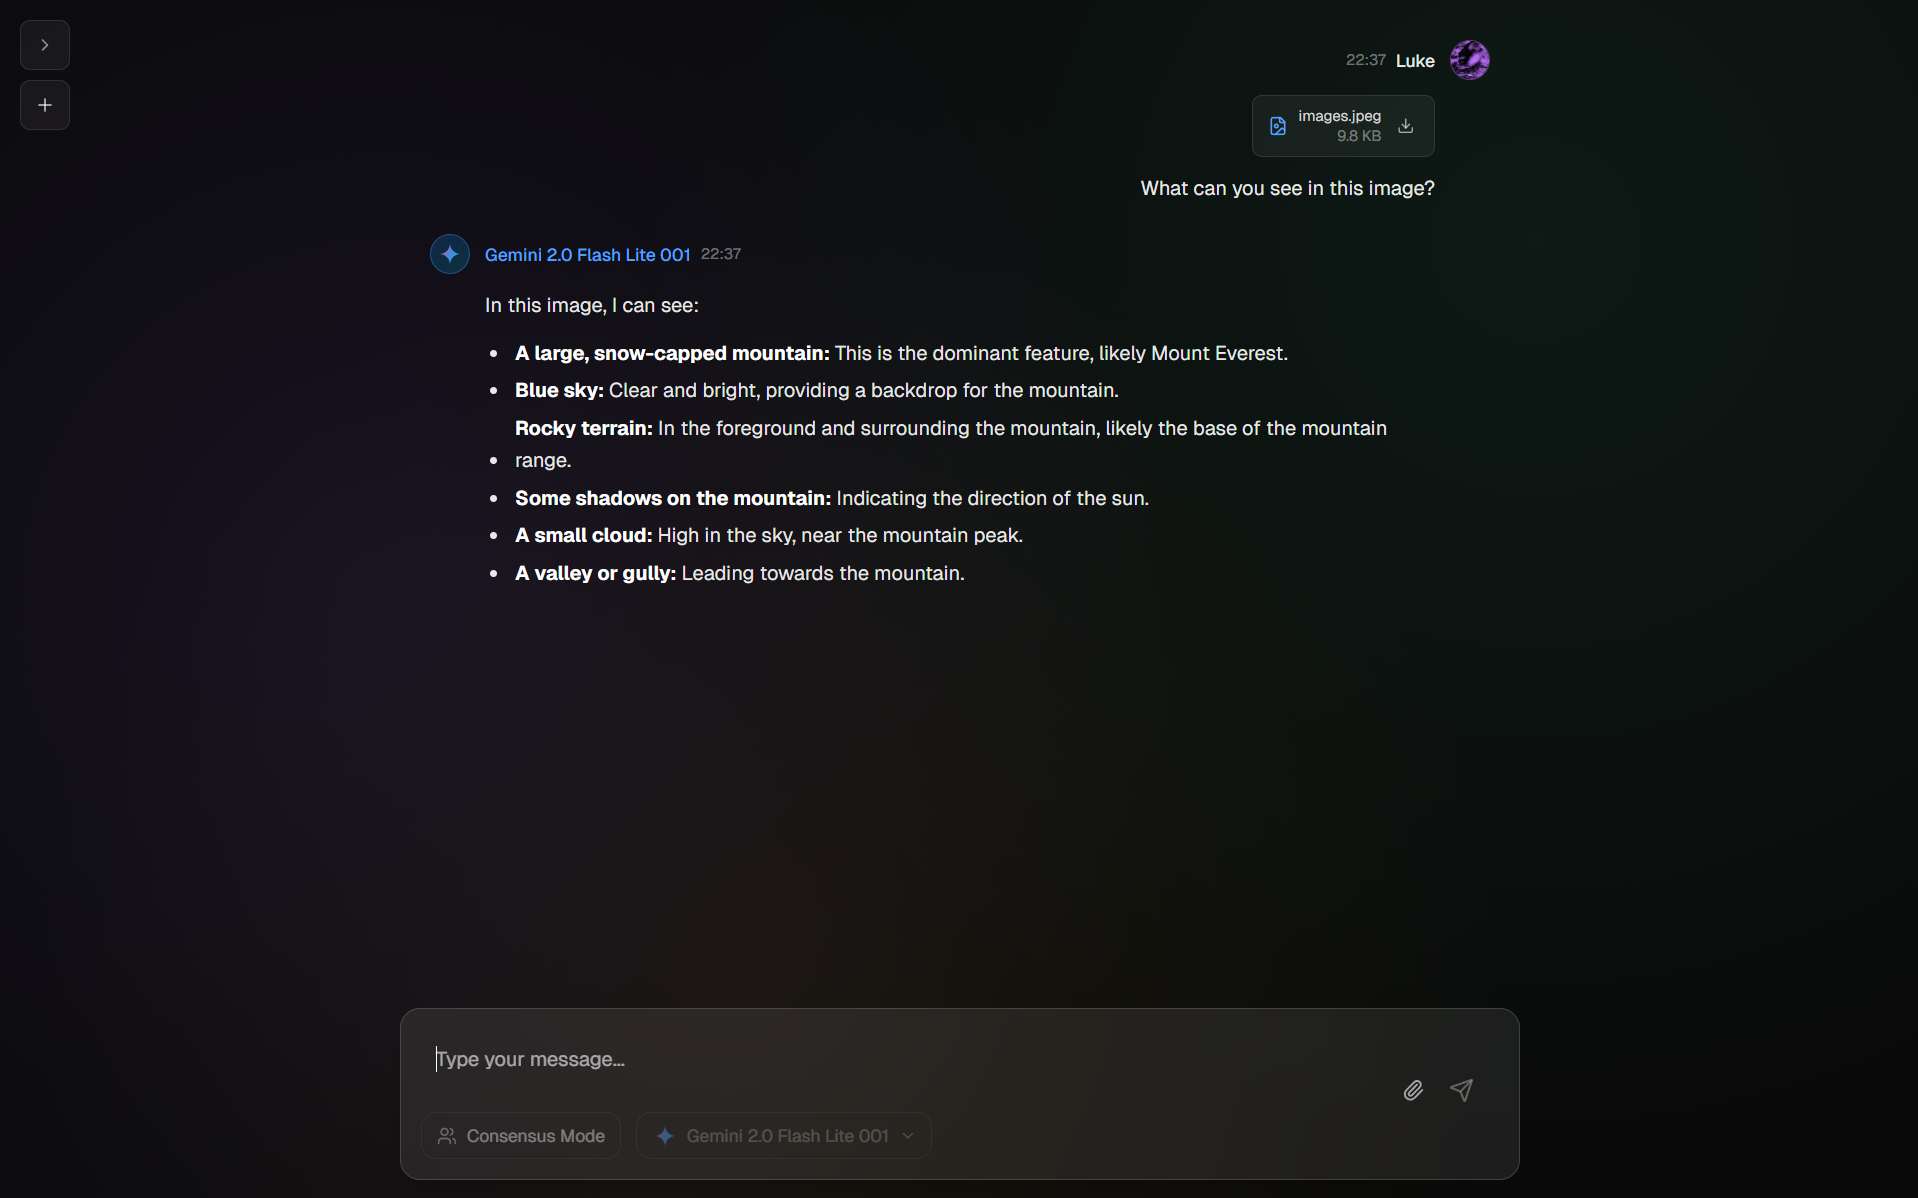 22:37 Luke
images.jpeg
9.8 KB
What can you see in this image?
Gemini 2.0 Flash Lite 001 22:37
In this image, I can see:
• A large, snow-capped mountain: This is the dominant feature, likely Mount Everest.
• Blue sky: Clear and bright, providing a backdrop for the mountain.
Rocky terrain: In the foreground and surrounding the mountain, likely the base of the mountain
• range.
• Some shadows on the mountain: Indicating the direction of the sun.
• A small cloud: High in the sky, near the mountain peak.
• A valley or gully: Leading towards the mountain.
Type your message...
Consensus Mode
Gemini 2.0 Flash Lite 001